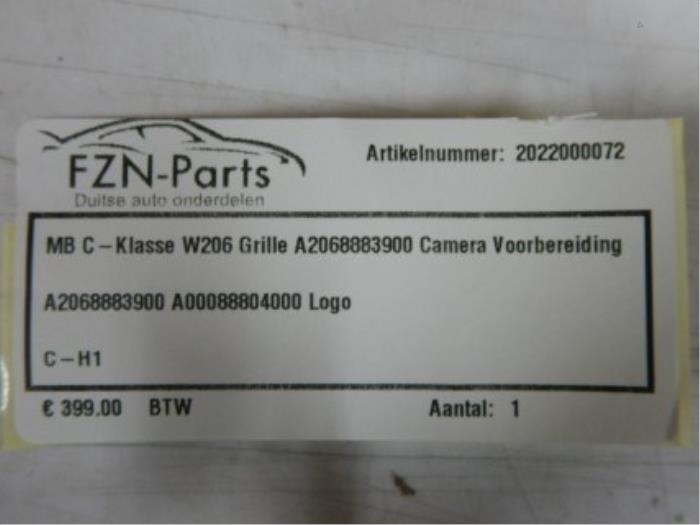 FZN-Parts
Duitse auto onderdelen
Artikelnummer: 2022000072
MB C-Klasse W206 Grille A2068883900 Camera Voorbereiding
A2068883900 A00088804000 Logo
C-H1
€ 399.00 BTW Aantal: 1